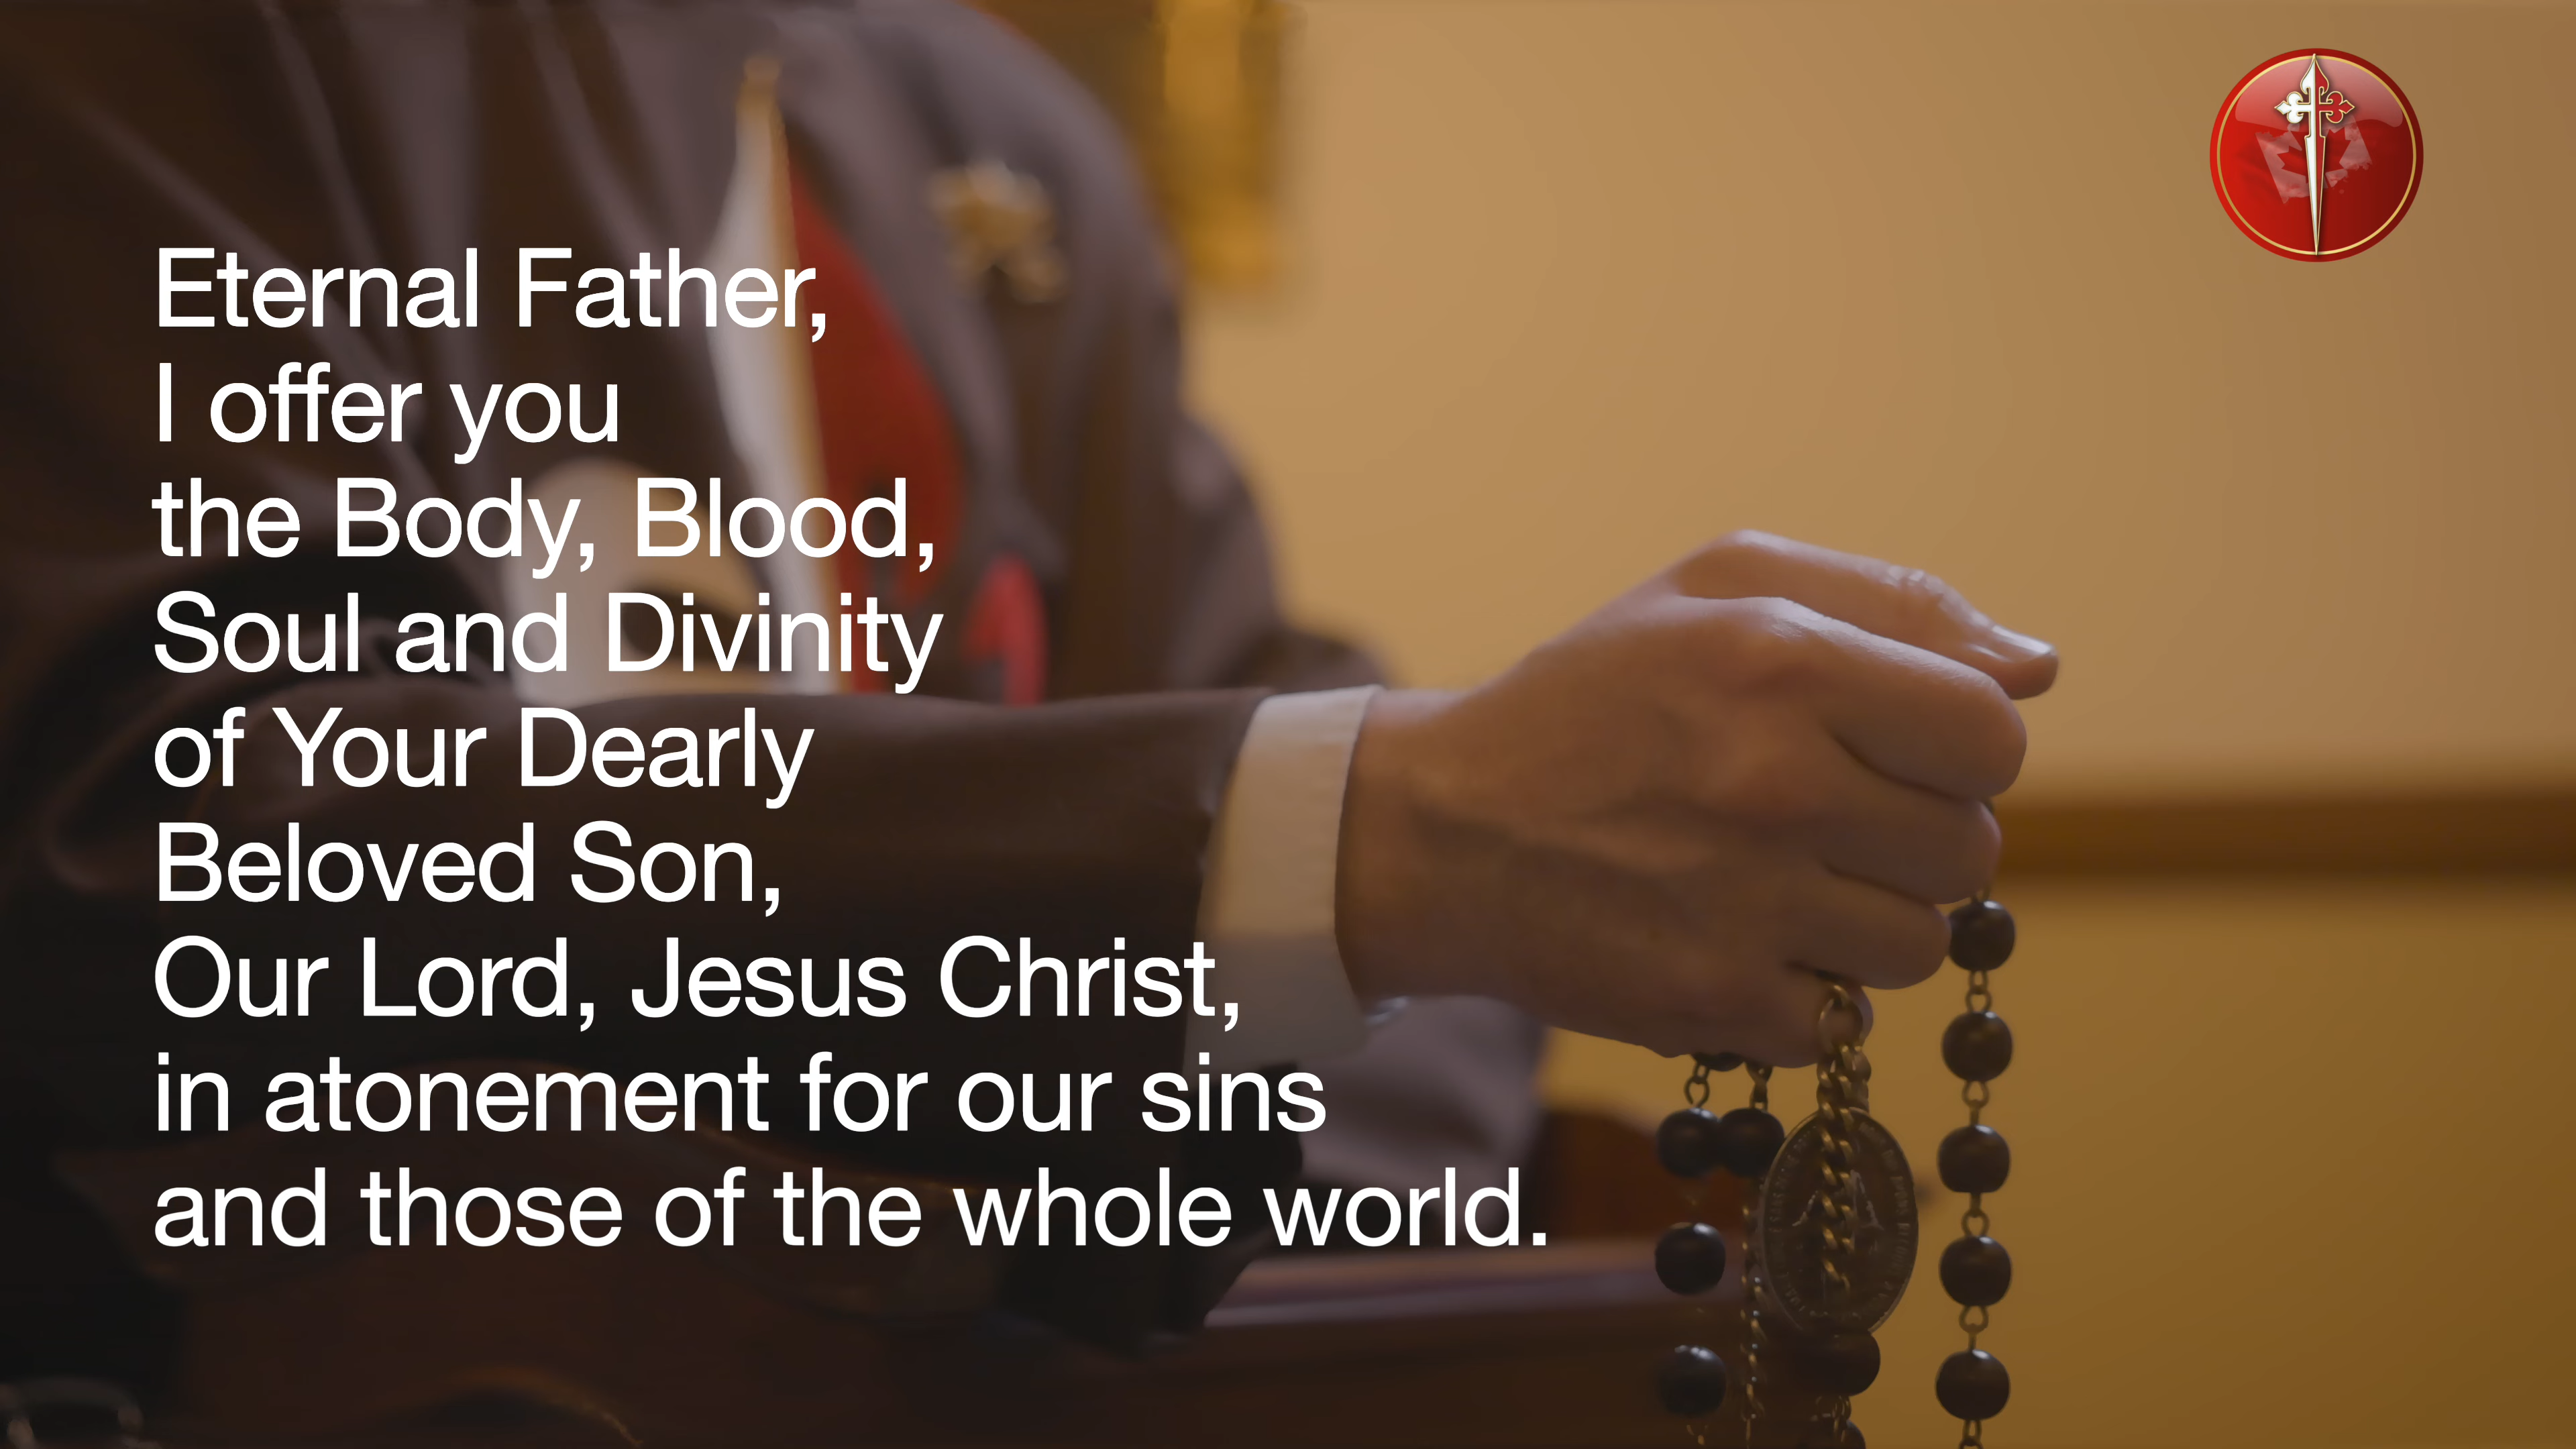 Eternal Father,
I offer you
the Body, Blood,
Soul and Divinity
of Your Dearly
Beloved Son,
Our Lord, Jesus Christ,
in atonement for our sins
and those of the whole world.